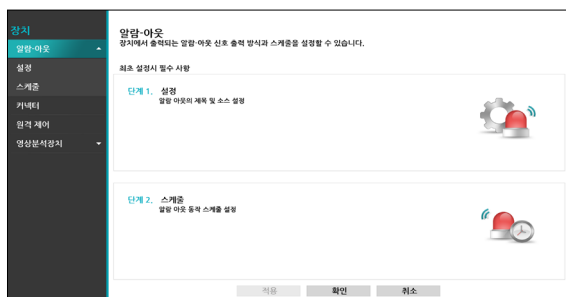 장치
알람-아웃
설정
스케줄
커넥터
원격 제어
영상분석장치
알람-아웃
장치에서 출력되는 알람-아웃 신호 출력 방식과 스케줄을 설정할 수 있습니다.
최초 설정시 필수 사항
단계 1. 설정
알람 아웃의 제목 및 소스 설정
단계 2. 스케줄
알람 아웃 동작 스케줄 설정
적용 확인 취소